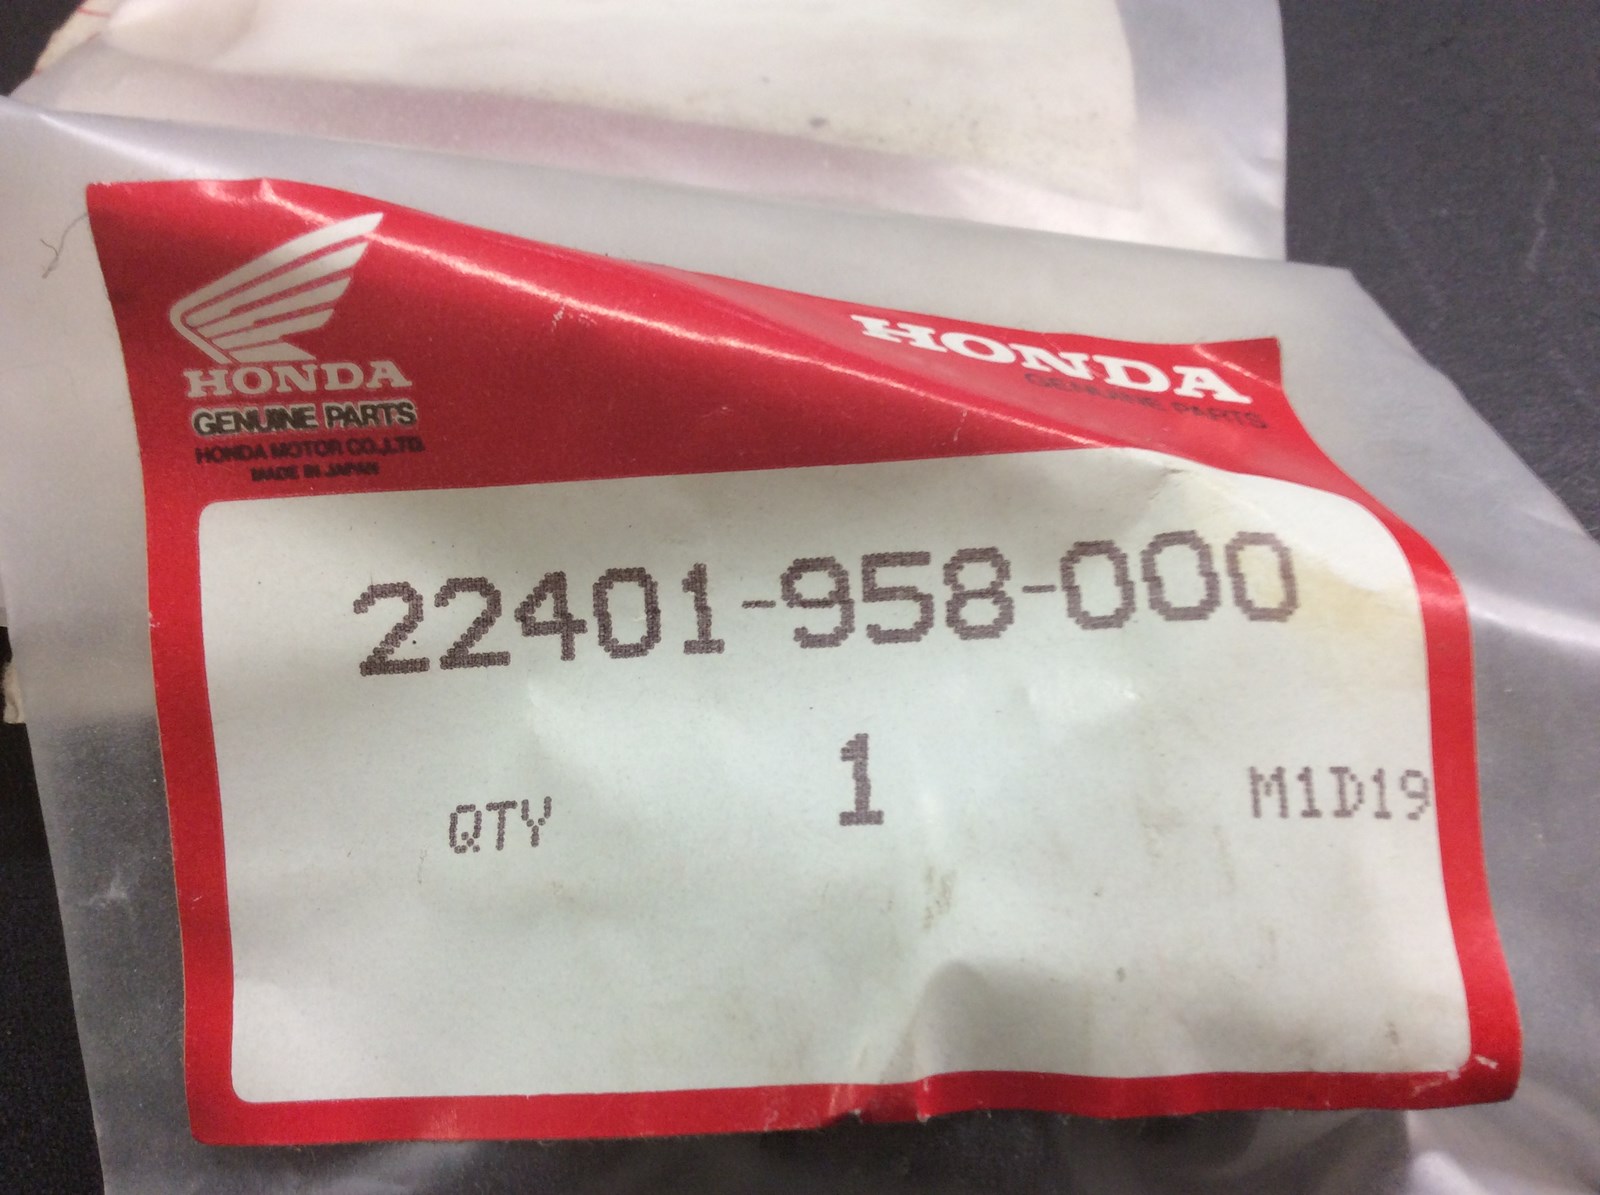 HONDA
GENUINE PARTS
HONDA MOTOR CO.,LTD.
MADE IN JAPAN
HONDA
GENUINE PARTS
22401-958-000
QTY 1 M1D19